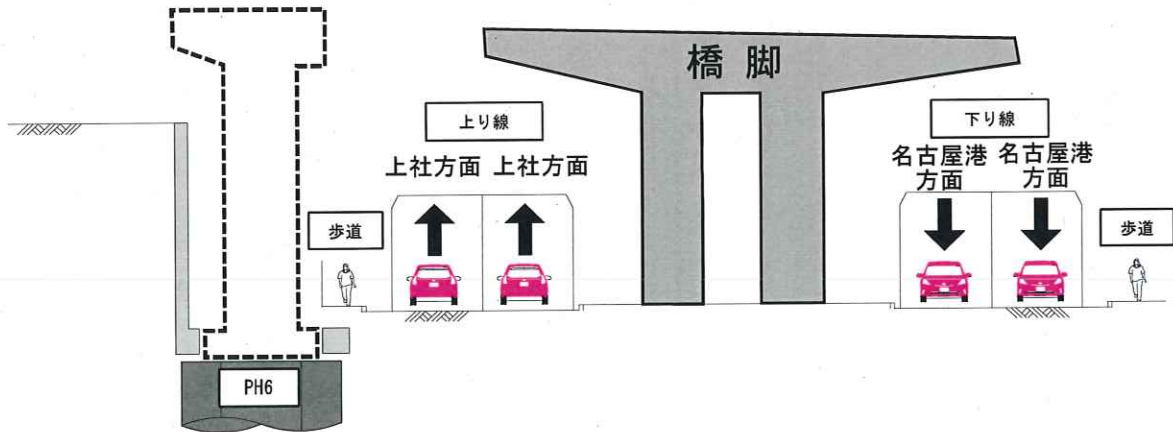 橋脚
上り線
下り線
上社方面 上社方面
名古屋港 名古屋港
方面 方面
歩道
歩道
PH6